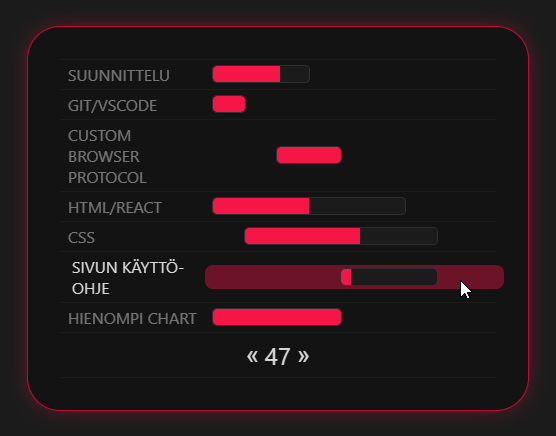 SUUNNITTELU
GIT/VSCODE
CUSTOM
BROWSER
PROTOCOL
HTML/REACT
CSS
SIVUN KÄYTTÖ-
OHJE
HIENOMPI CHART
« 47 »